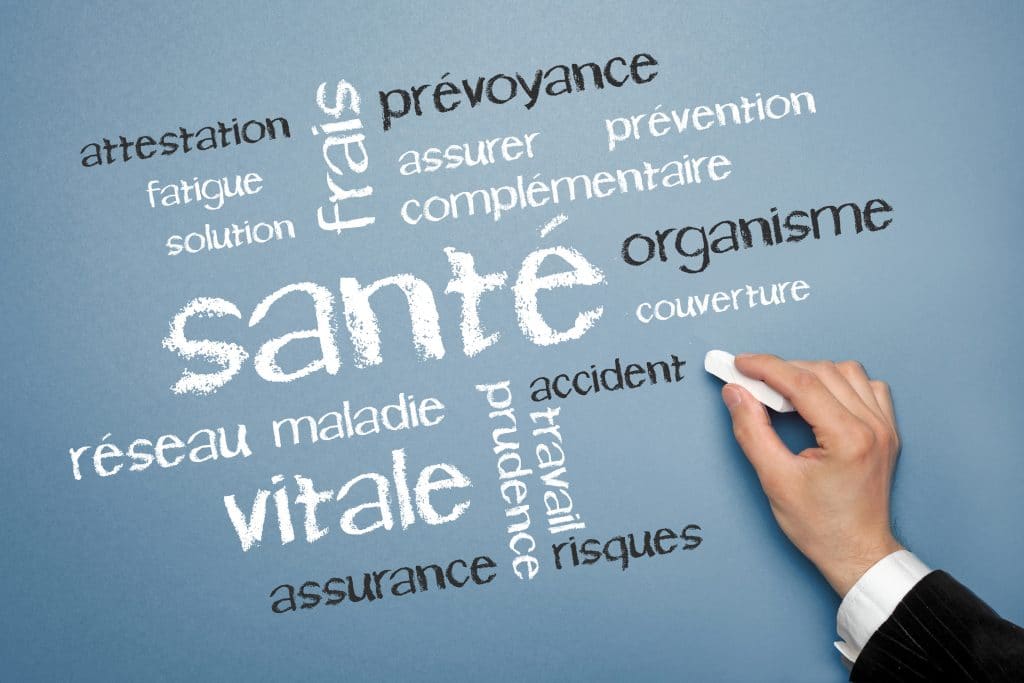 attestation
frais
prévoyance
fatigue
assurer
prévention
solution
complémentaire
santé
organisme
couverture
accident
réseau
maladie
prudence
travail
vitale
assurance
risques